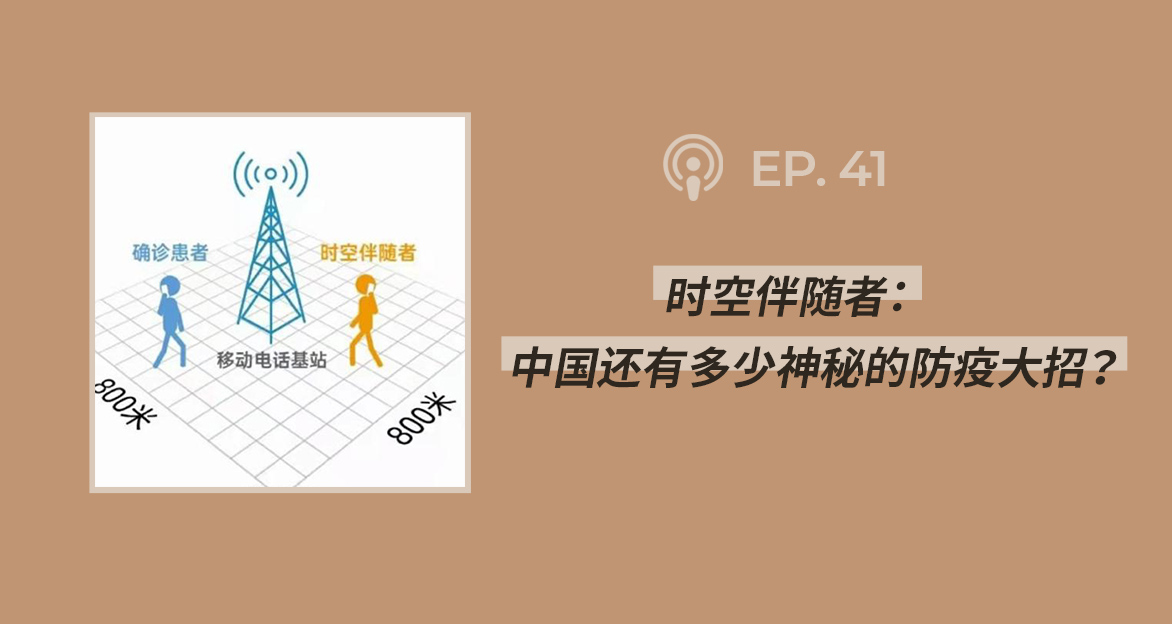 确诊患者
时空伴随者
移动电话基站
800米
800米
EP. 41
时空伴随者：
中国还有多少神秘的防疫大招？